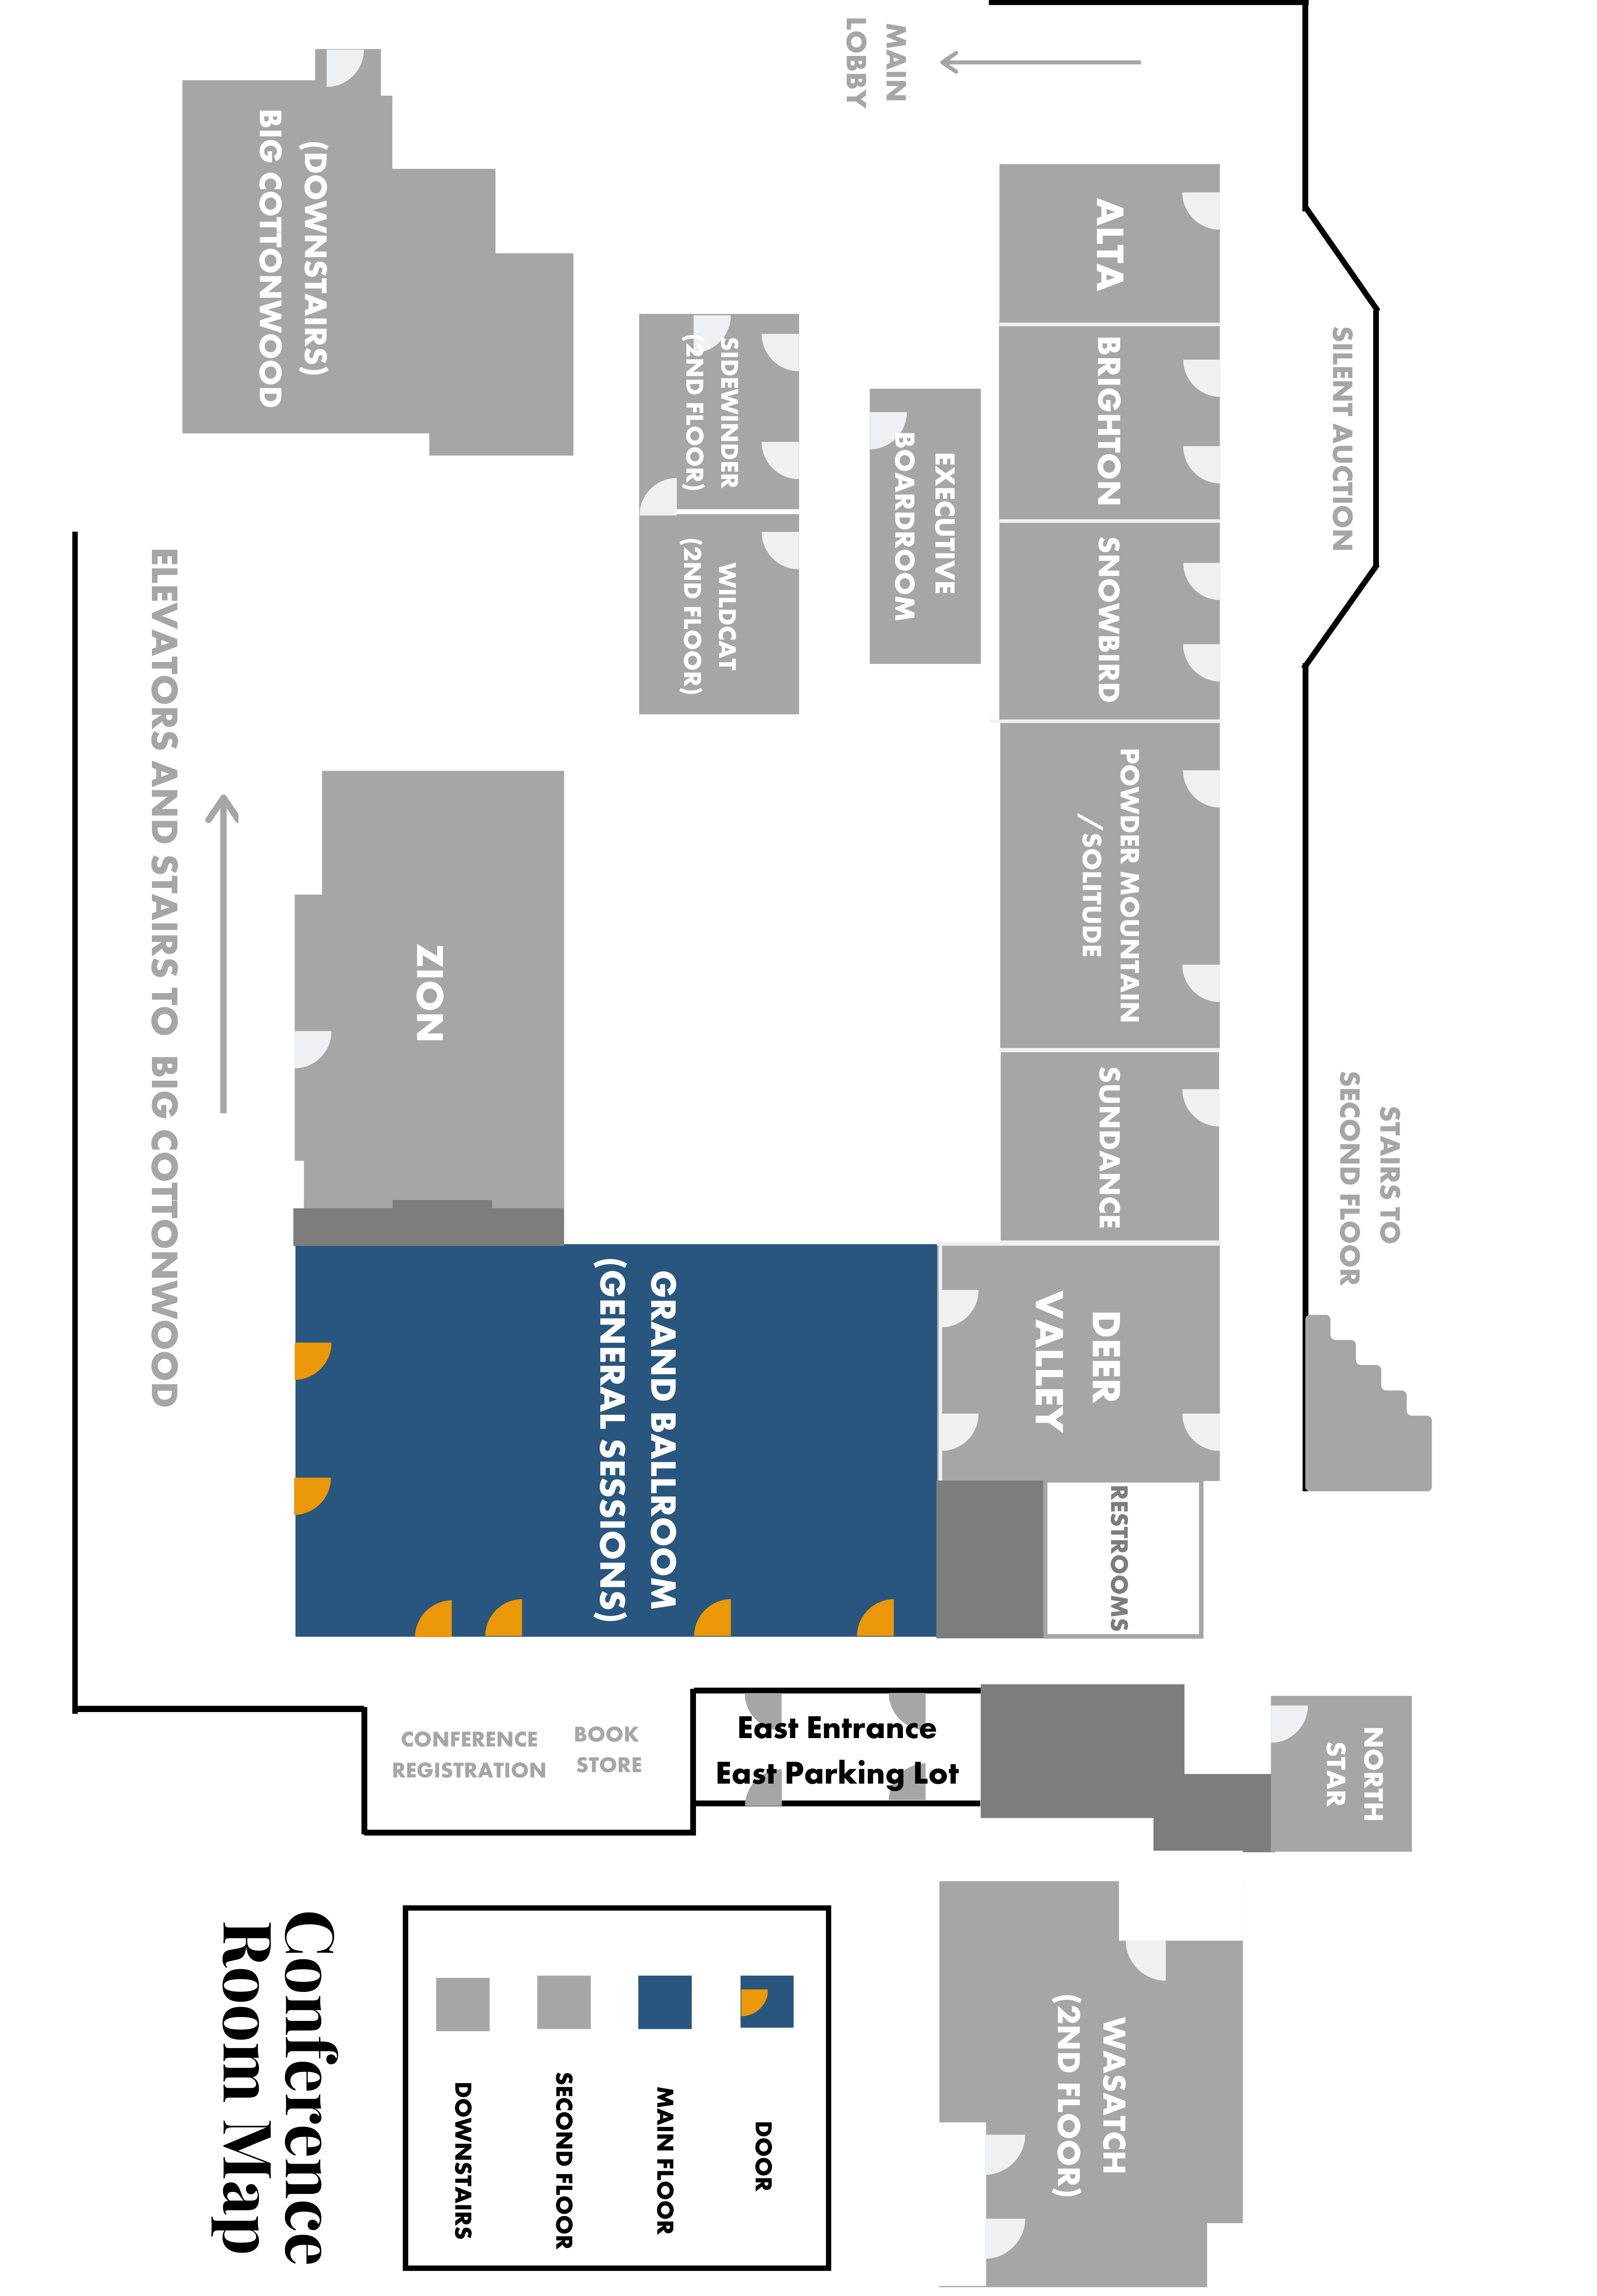 MAIN
LOBBY
(DOWNSTAIRS)
BIG COTTONWOOD
ALTA
SIDEWINDER
(2ND FLOOR)
EXECUTIVE
BOARDROOM
BRIGHTON
SILENT AUCTION
WILDCAT
(2ND FLOOR)
SNOWBIRD
POWDER MOUNTAIN
/SOLITUDE
ELEVATORS AND STAIRS TO BIG COTTONWOOD
ZION
SUNDANCE
STAIRS TO
SECOND FLOOR
GRAND BALLROOM
(GENERAL SESSIONS)
DEER
VALLEY
RESTROOMS
CONFERENCE
REGISTRATION
BOOK
STORE
East Entrance
East Parking Lot
NORTH
STAR
Conference
Room Map
DOOR
MAIN FLOOR
SECOND FLOOR
DOWNSTAIRS
WASATCH
(2ND FLOOR)